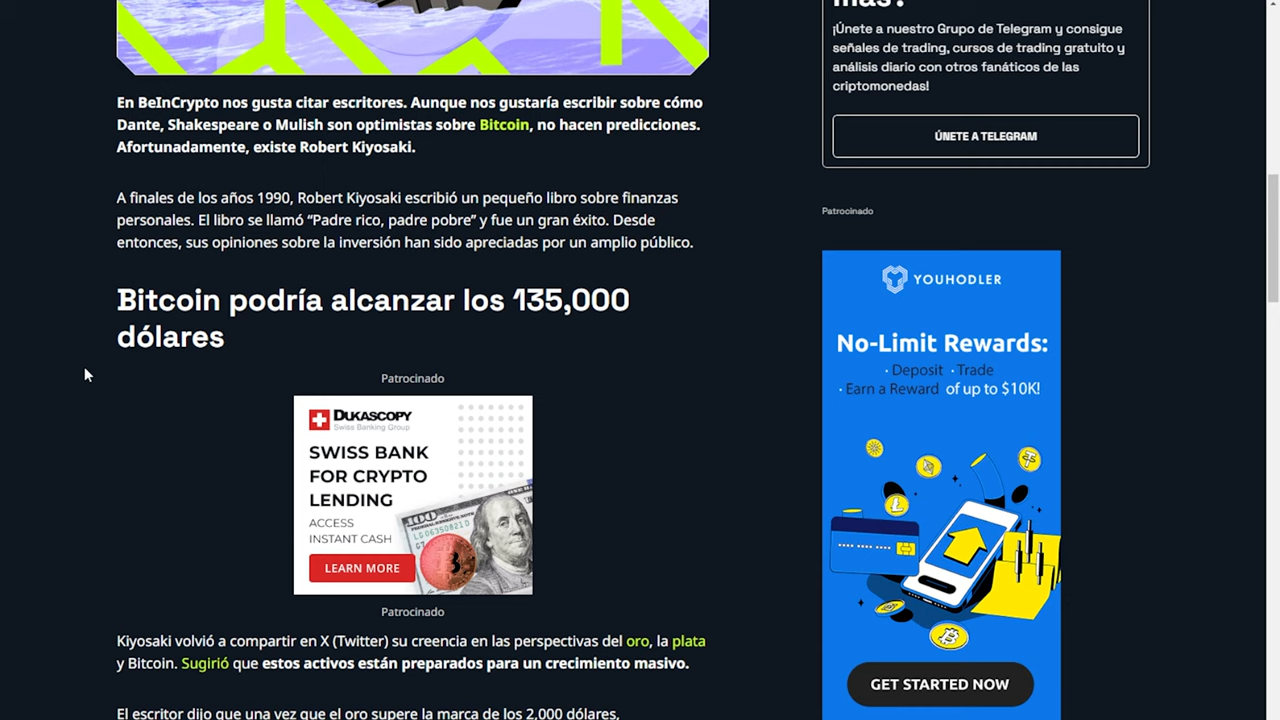 En BeInCrypto nos gusta citar escritores. Aunque nos gustaría escribir sobre cómo
Dante, Shakespeare o Mulish son optimistas sobre Bitcoin, no hacen predicciones.
Afortunadamente, existe Robert Kiyosaki.
A finales de los años 1990, Robert Kiyosaki escribió un pequeño libro sobre finanzas
personales. El libro se llamó “Padre rico, padre pobre” y fue un gran éxito. Desde
entonces, sus opiniones sobre la inversión han sido apreciadas por un amplio público.
Bitcoin podría alcanzar los 135,000
dólares
Patrocinado
DUKASCOPY
Swiss Banking Group
SWISS BANK
FOR CRYPTO
LENDING
ACCESS
INSTANT CASH
LEARN MORE
100
Patrocinado
Kiyosaki volvió a compartir en X (Twitter) su creencia en las perspectivas del oro, la plata
y Bitcoin. Sugirió que estos activos están preparados para un crecimiento masivo.
El escritor dijo que una vez que el oro supere la marca de los 2,000 dólares,
más?
¡Únete a nuestro Grupo de Telegram y consigue
señales de trading, cursos de trading gratuito y
análisis diario con otros fanáticos de las
criptomonedas!
ÚNETE A TELEGRAM
Patrocinado
YOUHODLER
No-Limit Rewards:
· Deposit · Trade
· Earn a Reward of up to $10K!
GET STARTED NOW